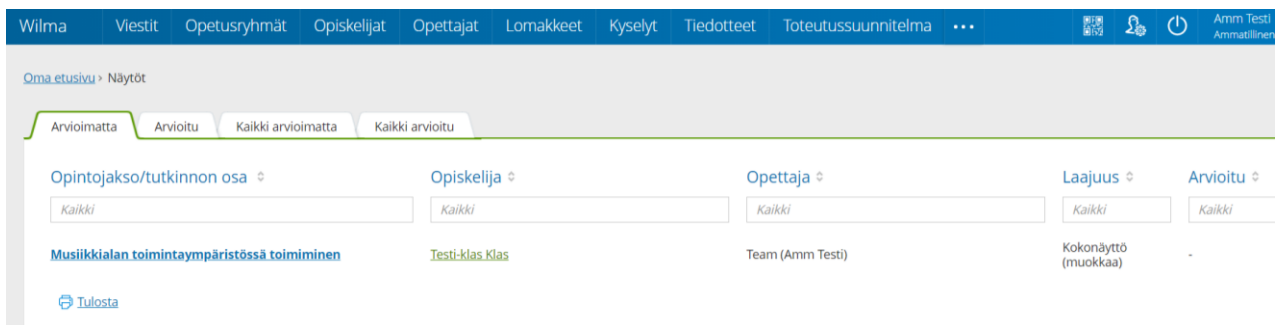 Wilma Viestit Opetusryhmät Opiskelijat Opettajat Lomakkeet Kyselyt Tiedotteet Toteutussuunnitelma ••• Amm Testi
Ammatillinen
Oma etusivu › Näytöt
Arvioimatta Arvioitu Kaikki arvioimatta Kaikki arvioitu
Opintojakso/tutkinnon osa Opiskelija Opettaja Laajuus Arvioitu
Kaikki Kaikki Kaikki Kaikki Kaikki
Musiikkialan toimintaympäristössä toimiminen Testi-klas Klas Team (Amm Testi) Kokonäyttö -
(muokkaa)
Tulosta